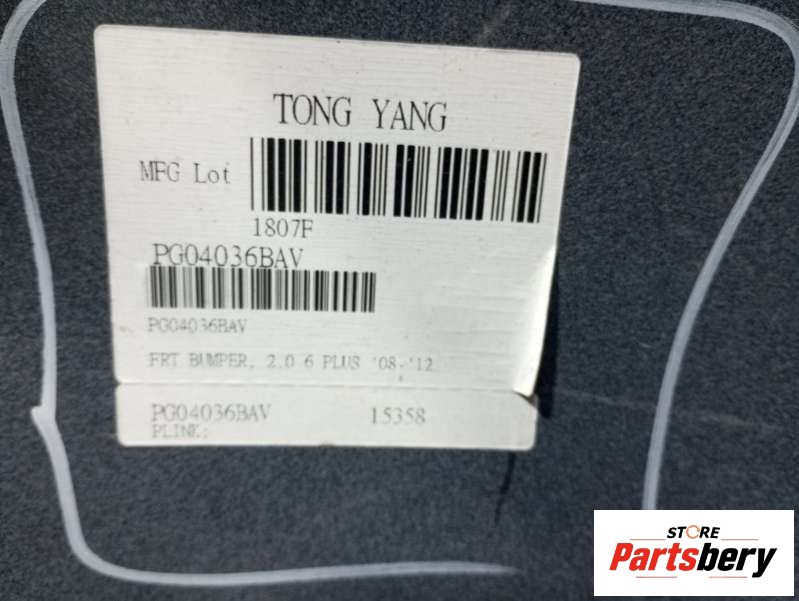 TONG YANG
MFG Lot
1807F
PG04036BAV
PG04036BAV
FRT BUMPER, 2.0 6 PLUS '08-'12
PG04036BAV 15358
PLINK:
STORE
Partsbery